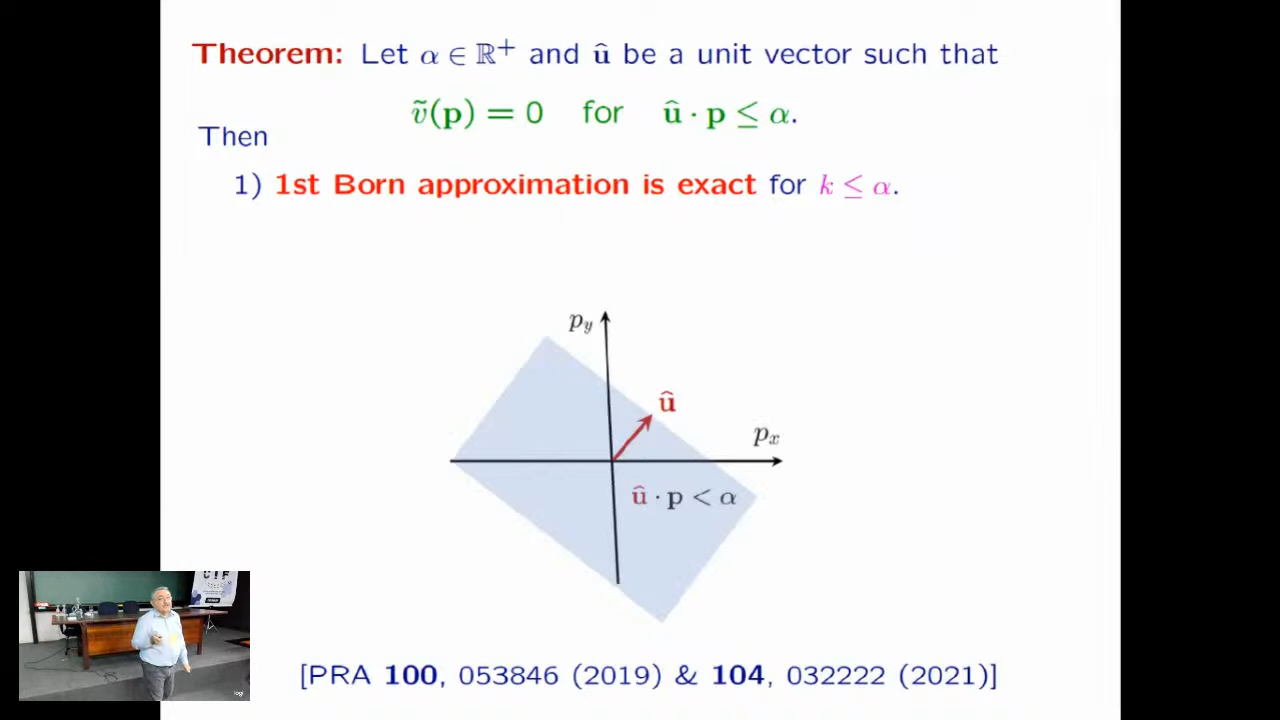 Theorem: Let α ∈ ℝ⁺ and û be a unit vector such that
ṽ(p) = 0 for û · p ≤ α.
Then
1) 1st Born approximation is exact for k ≤ α.
p_y
û
p_x
û · p < α
[PRA 100, 053846 (2019) & 104, 032222 (2021)]
logi